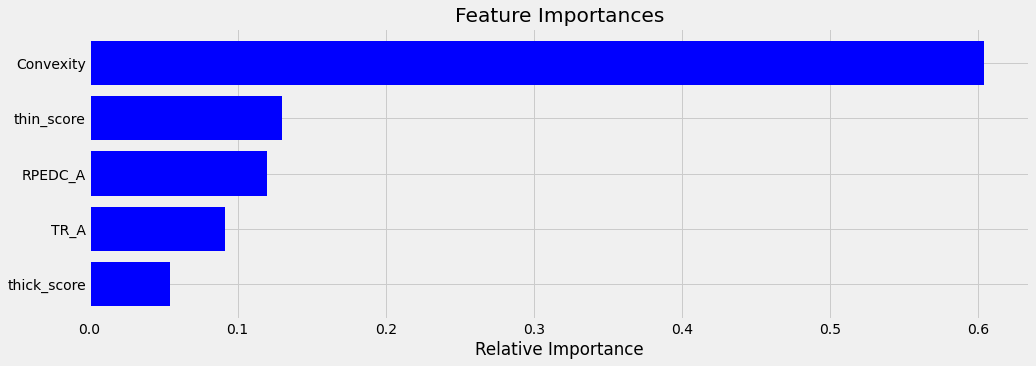 Feature Importances
Convexity
thin_score
RPEDC_A
TR_A
thick_score
0.0 0.1 0.2 0.3 0.4 0.5 0.6
Relative Importance